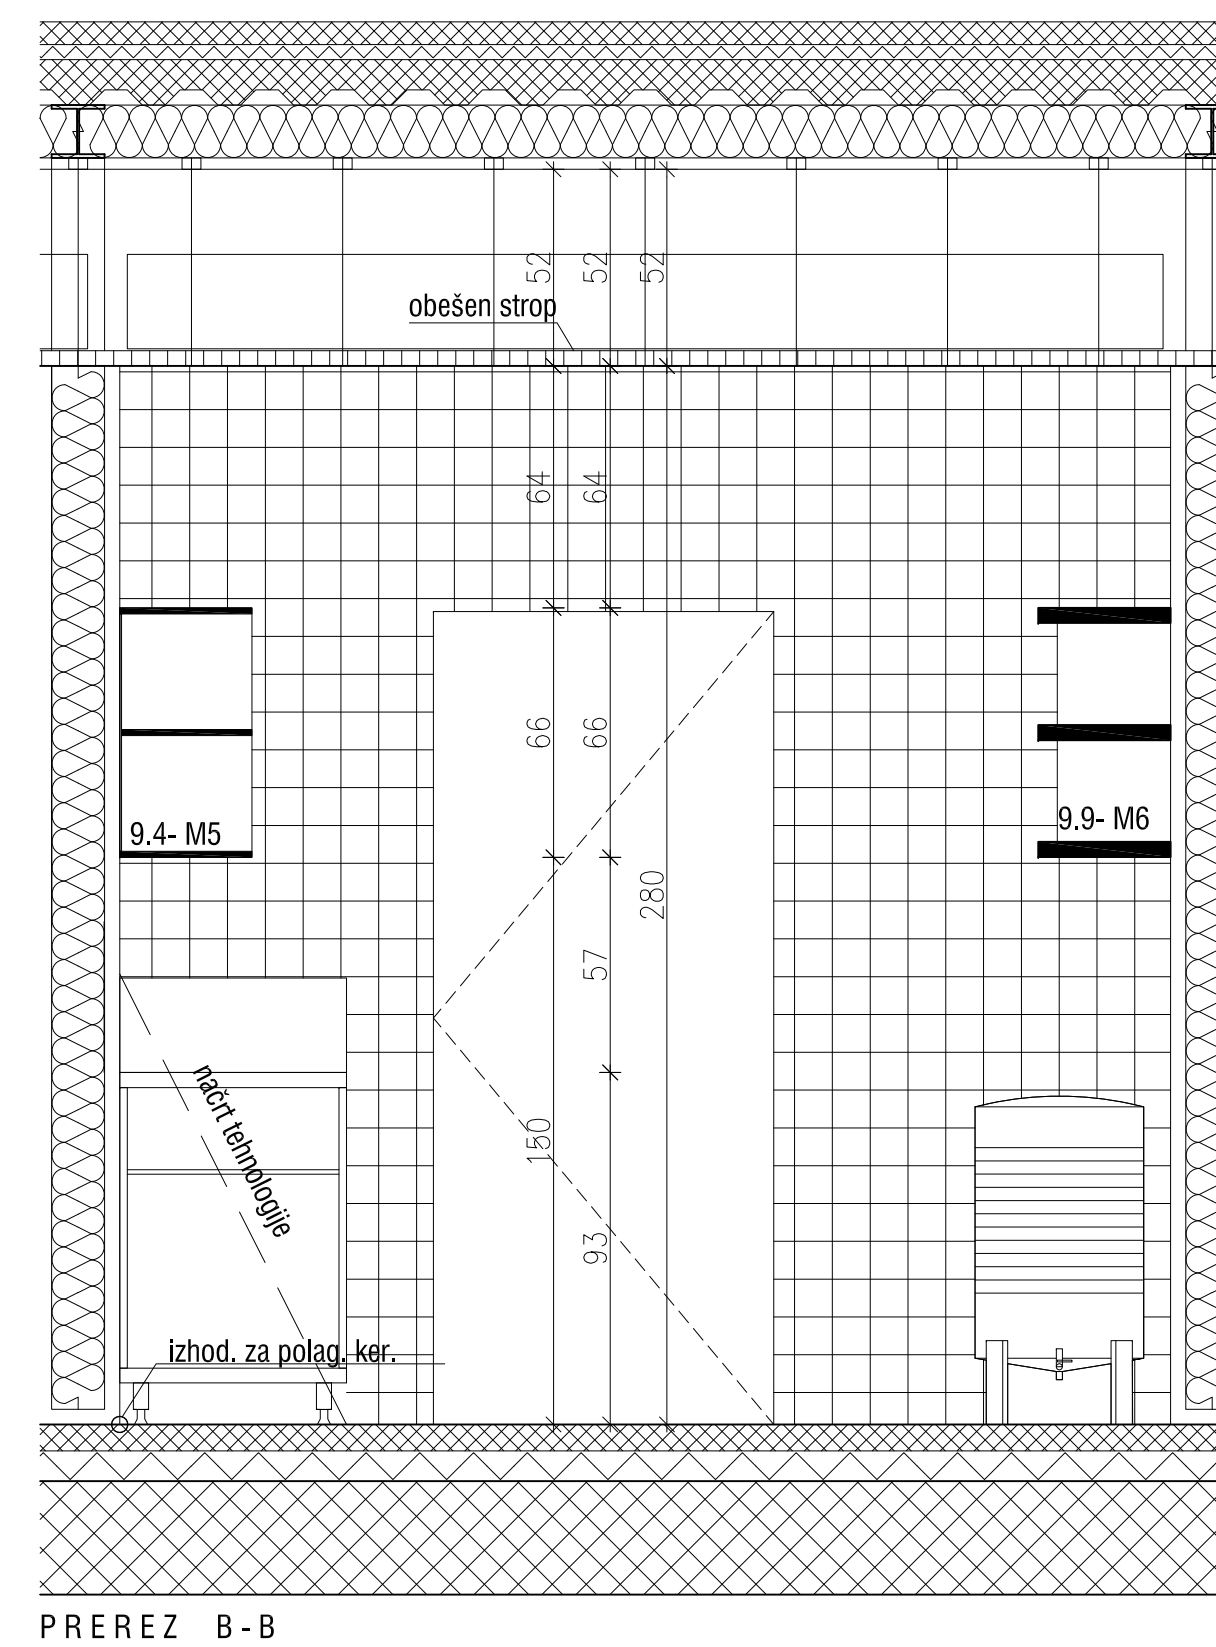 52
52
52
obešen strop
64
64
66
66
9.4- M5
9.9- M6
280
57
načrt tehnologije
150
93
izhod. za polag. ker.
PREREZ B-B